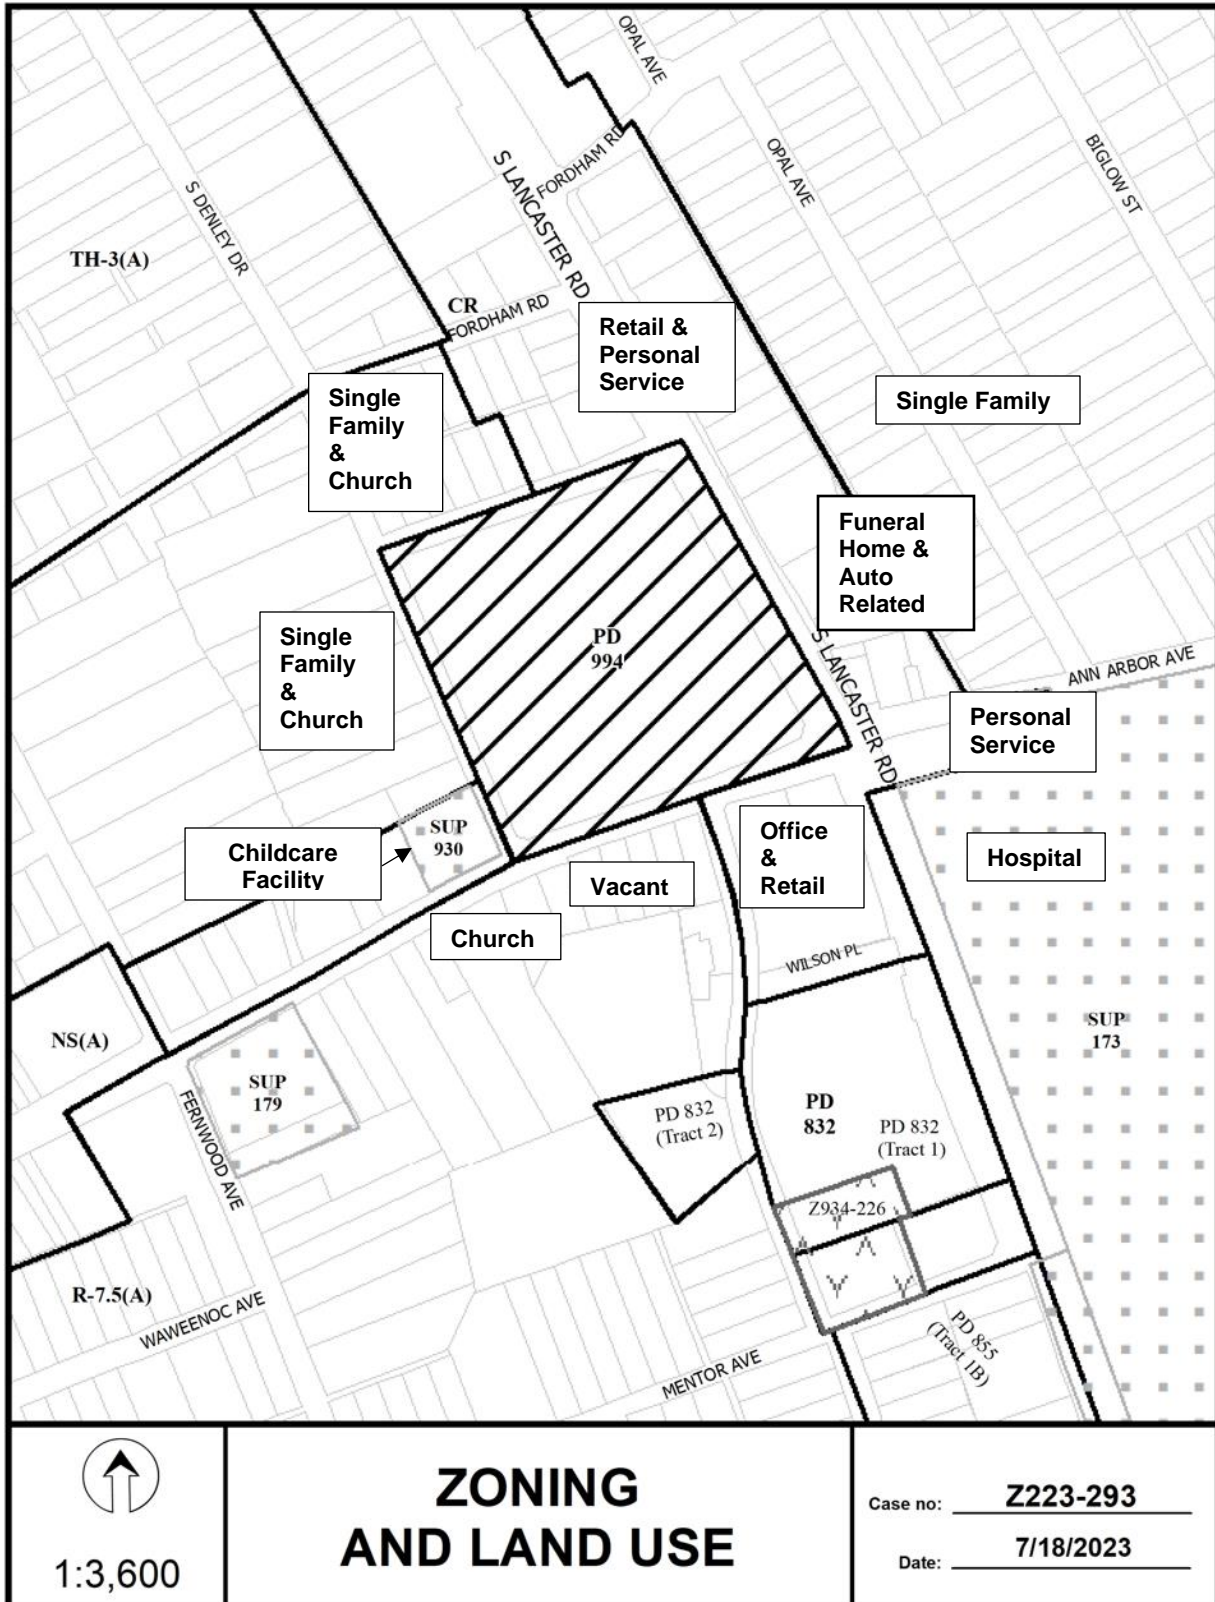 OPAL AVE
S LANCASTER RD
FORDHAM RD
OPAL AVE
BIGLOW ST
S DENLEY DR
TH-3(A)
CR
FORDHAM RD
Retail &
Personal
Service
Single
Family
&
Church
Single Family
Funeral
Home &
Auto
Related
Single
Family
&
Church
PD
994
S LANCASTER RD
ANN ARBOR AVE
Personal
Service
SUP
930
Childcare
Facility
Office
&
Retail
Hospital
Vacant
Church
WILSON PL
NS(A)
SUP
173
SUP
179
FERNWOOD AVE
PD 832
(Tract 2)
PD
832
PD 832
(Tract 1)
Z934-226
R-7.5(A)
WAWEENOC AVE
MENTOR AVE
PD 855
(Tract 1B)
1:3,600
ZONING
AND LAND USE
Case no: Z223-293
Date: 7/18/2023